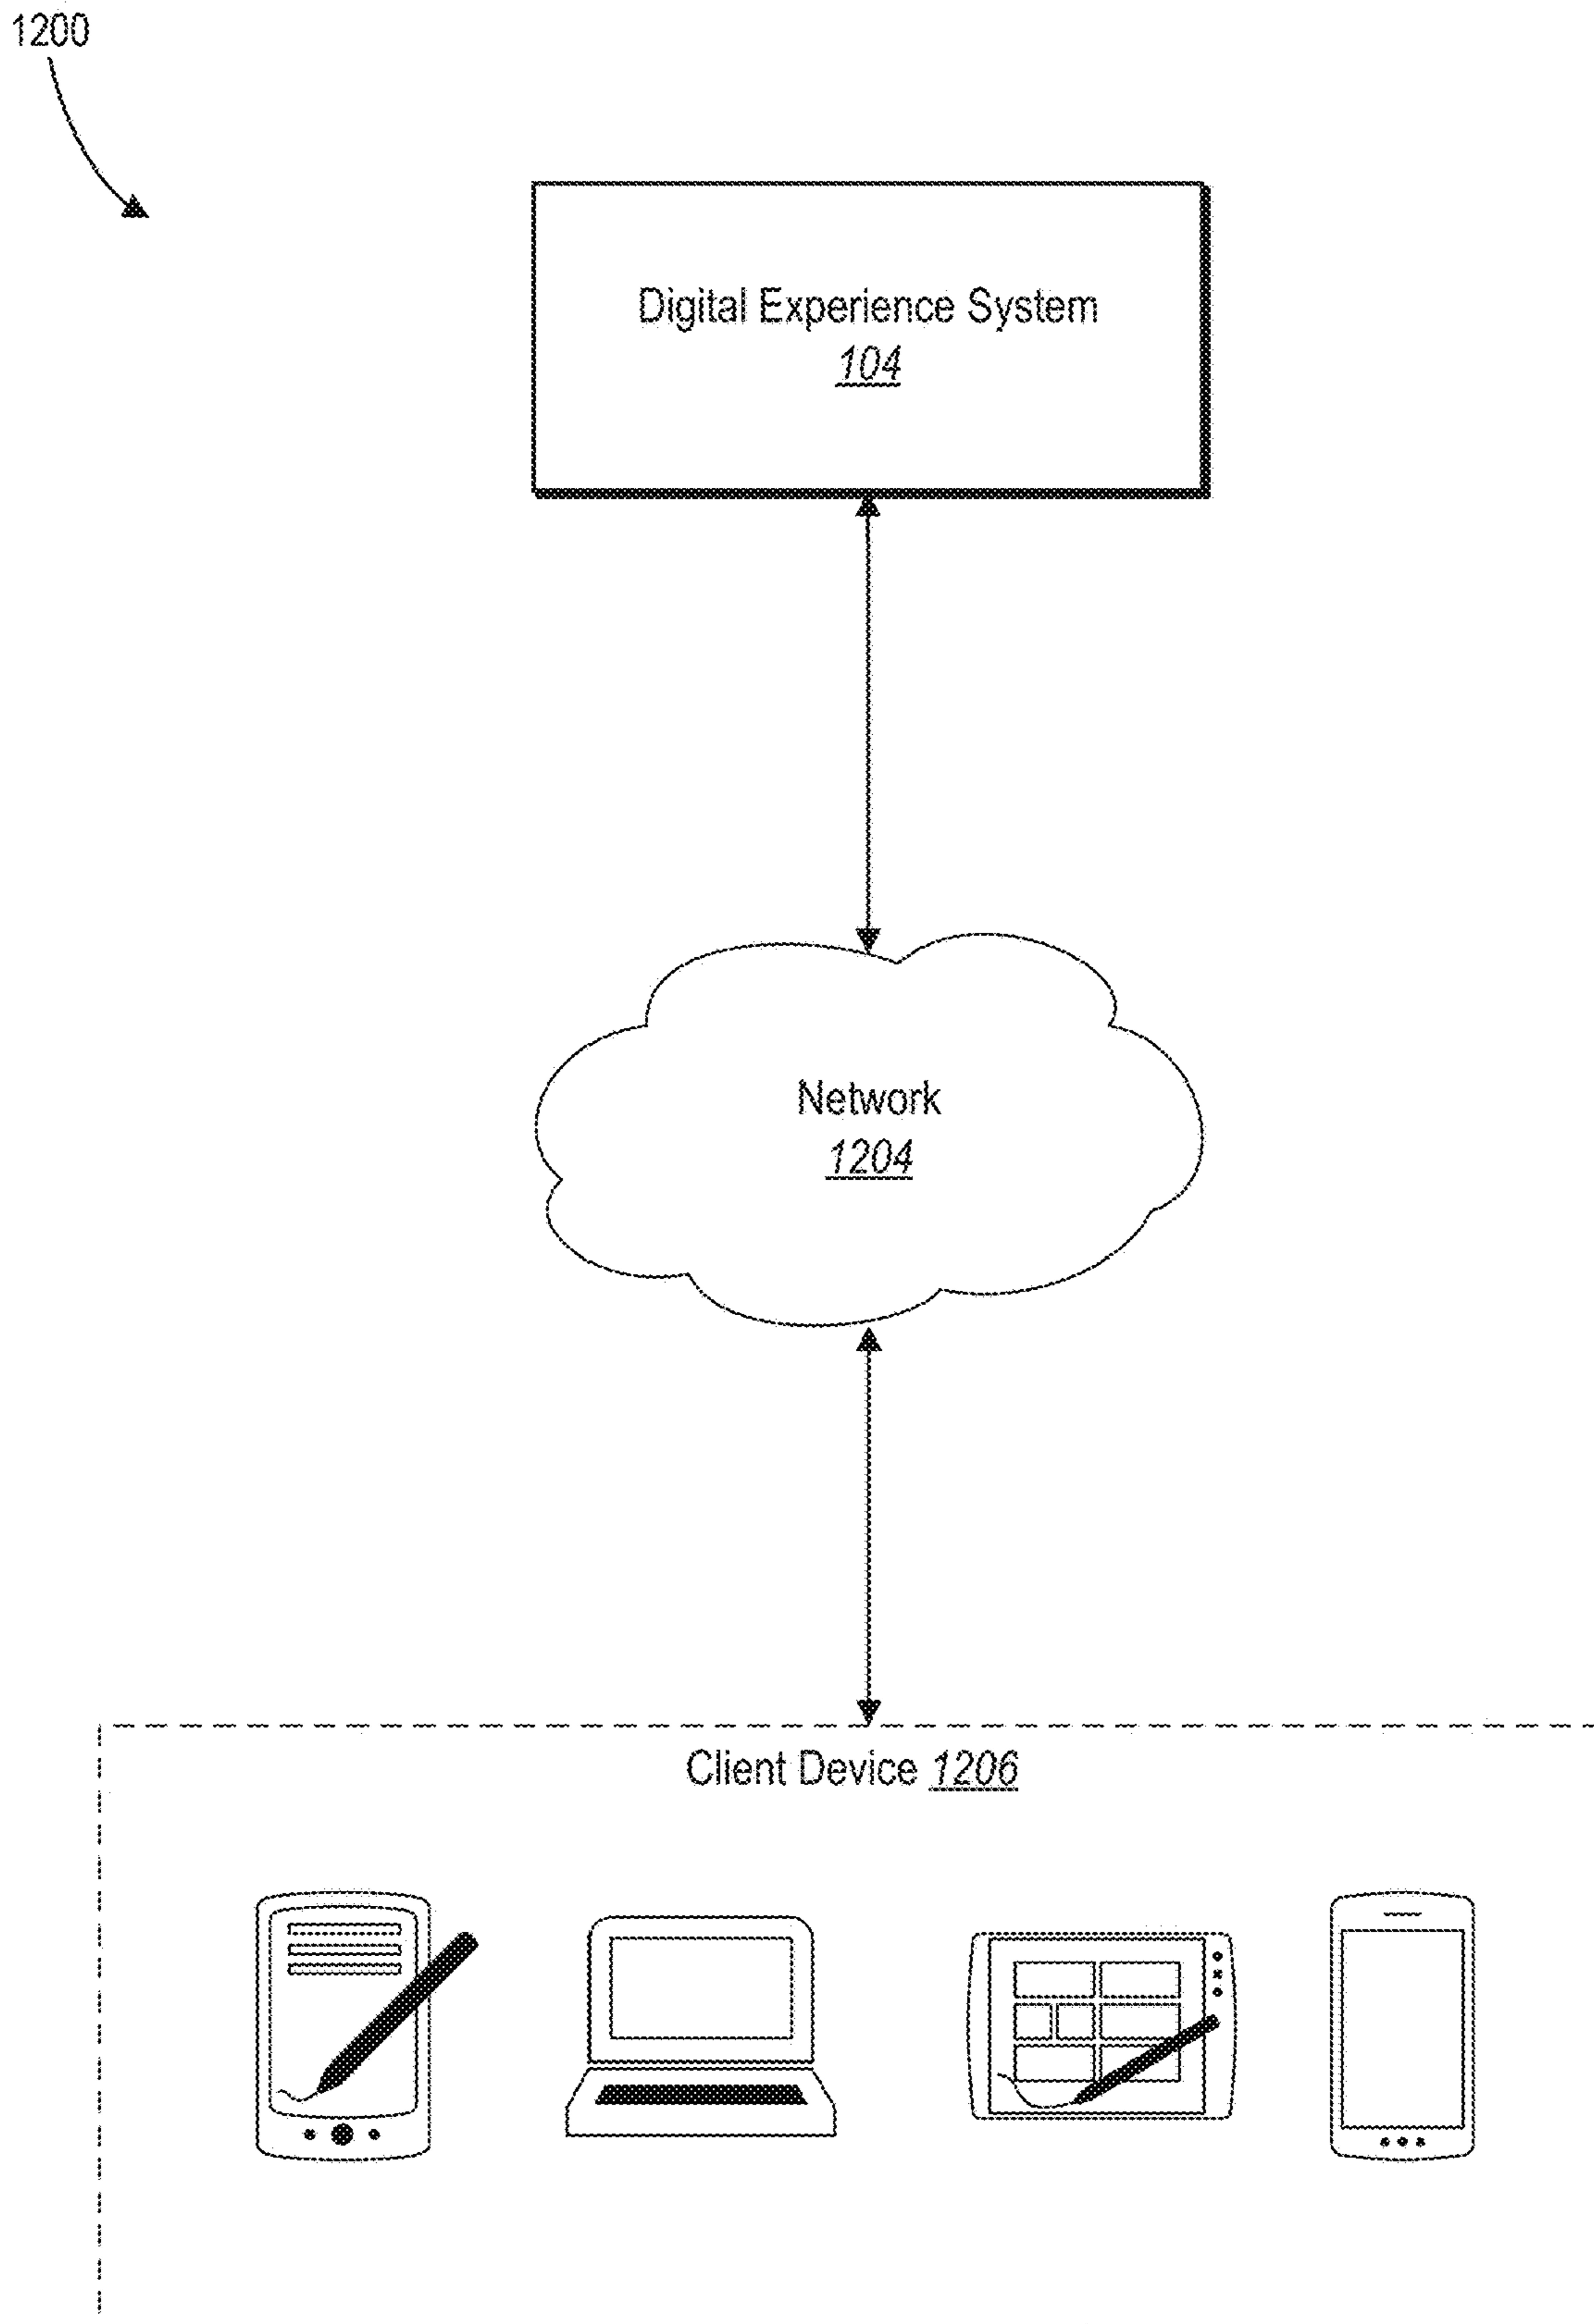 1200
Digital Experience System
104
Network
1204
Client Device 1206